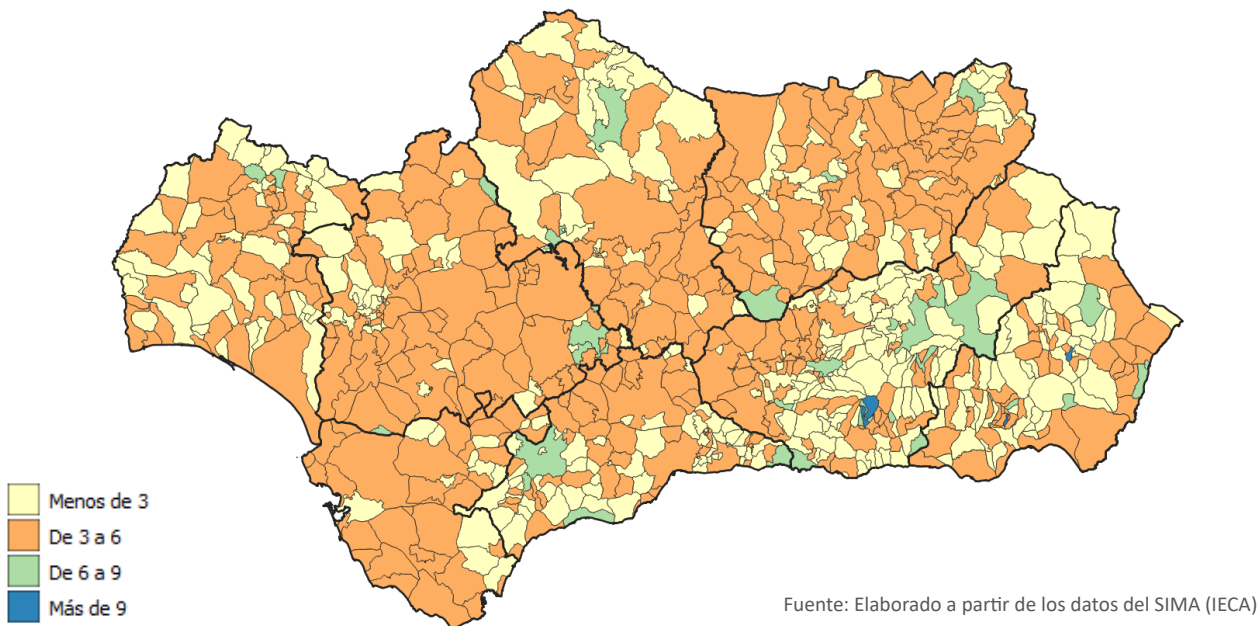 Menos de 3
De 3 a 6
De 6 a 9
Más de 9
Fuente: Elaborado a partir de los datos del SIMA (IECA)